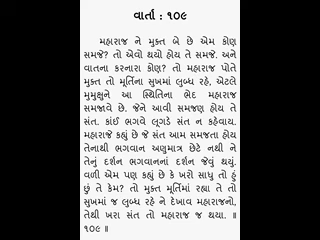 વાર્તા : ૧૦૯
મહારાજ ને મુક્ત બે છે એમ કોણ
સમજે? તો એવો થયો હોય તે સમજે. અને
વાતના કરનારા કોણ? તો મહારાજ પોતે
મુક્ત તો મૂર્તિના સુખમાં લુબ્ધ રહે, એટલે
મુમુક્ષુને આ સ્થિતિના ભેદ મહારાજ
સમજાવે છે. જેને આવી સમજણ હોય તે
સંત. કાંઈ ભગવે લૂગડે સંત ન કહેવાય.
મહારાજે કહ્યું છે જે સંત આમ સમજતા હોય
તેનાથી ભગવાન અણુમાત્ર છેટે નથી ને
તેનું દર્શન ભગવાનનાં દર્શન જેવું થયું.
વળી એમ પણ કહ્યું છે કે ખરો સાધુ તો હું
છું તે કેમ? તો મુક્ત મૂર્તિમાં રહ્યા તે તો
સુખમાં જ લુબ્ધ રહે ને દેખાવ મહારાજનો,
તેથી ખરા સંત તો મહારાજ જ થયા. ॥
૧૦૯ ॥